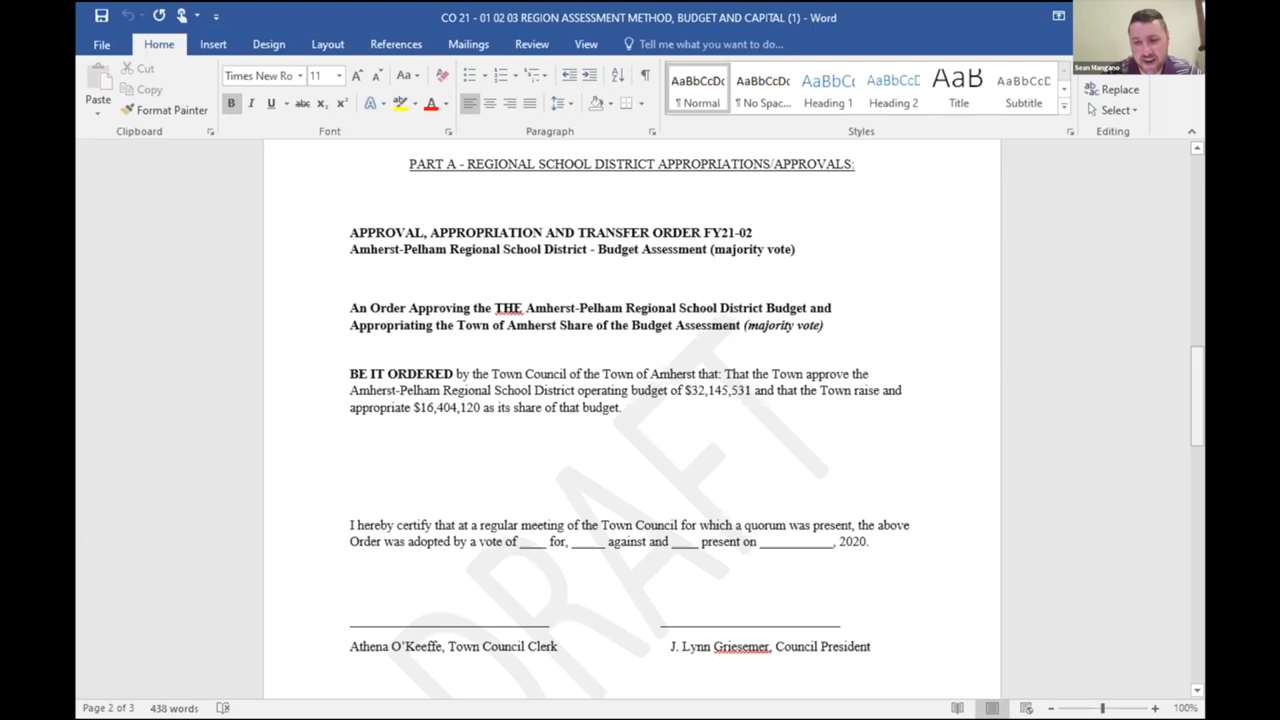 CO 21 - 01 02 03 REGION ASSESSMENT METHOD, BUDGET AND CAPITAL (1) - Word
File Home Insert Design Layout References Mailings Review View Tell me what you want to do...
Sean Mangano
Paste
Cut
Copy
Format Painter
Clipboard
Times New Ro 11
Font
Paragraph
AaBbCcDc AaBbCcDc AaBbCc AaBbCcD AaB AaBbCcD
¶ Normal ¶ No Spac... Heading 1 Heading 2 Title Subtitle
Styles
Replace
Select
Editing
PART A - REGIONAL SCHOOL DISTRICT APPROPRIATIONS/APPROVALS:
APPROVAL, APPROPRIATION AND TRANSFER ORDER FY21-02
Amherst-Pelham Regional School District - Budget Assessment (majority vote)
An Order Approving the THE Amherst-Pelham Regional School District Budget and
Appropriating the Town of Amherst Share of the Budget Assessment (majority vote)
BE IT ORDERED by the Town Council of the Town of Amherst that: That the Town approve the
Amherst-Pelham Regional School District operating budget of $32,145,531 and that the Town raise and
appropriate $16,404,120 as its share of that budget.
I hereby certify that at a regular meeting of the Town Council for which a quorum was present, the above
Order was adopted by a vote of ____ for, _____ against and ____ present on ___________, 2020.
Athena O'Keeffe, Town Council Clerk J. Lynn Griesemer, Council President
DRAFT
Page 2 of 3 438 words 100%